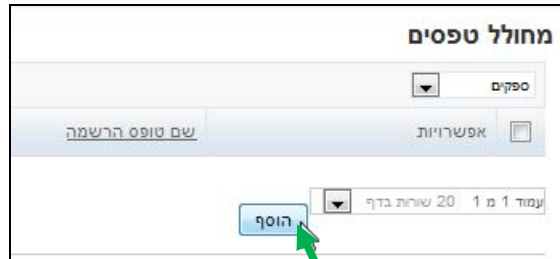 מחולל טפסים
ספקים
אפשרויות שם טופס הרשמה
עמוד 1 מ 1 20 שורות בדף
הוסף